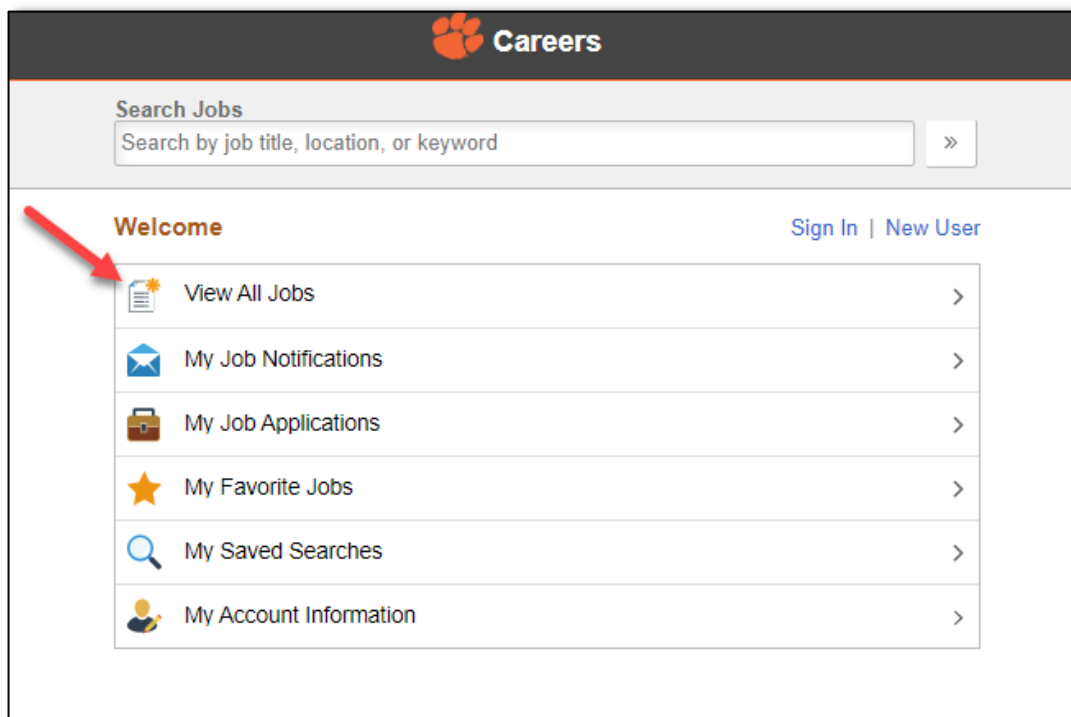 Careers
Search Jobs
Search by job title, location, or keyword
»
Welcome
Sign In | New User
View All Jobs
My Job Notifications
My Job Applications
My Favorite Jobs
My Saved Searches
My Account Information